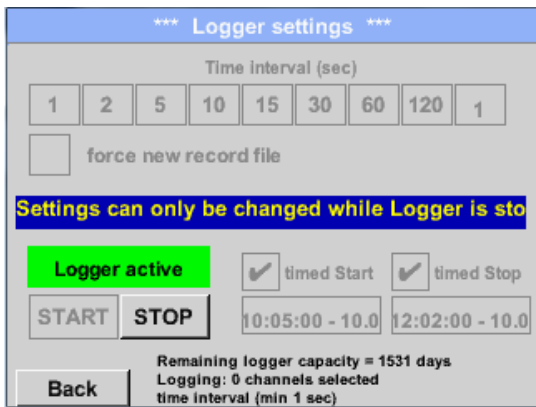 *** Logger settings ***
Time interval (sec)
1 2 5 10 15 30 60 120 1
force new record file
Settings can only be changed while Logger is sto
Logger active
timed Start timed Stop
START STOP 10:05:00 - 10.0 12:02:00 - 10.0
Remaining logger capacity = 1531 days
Logging: 0 channels selected
Back
time interval (min 1 sec)